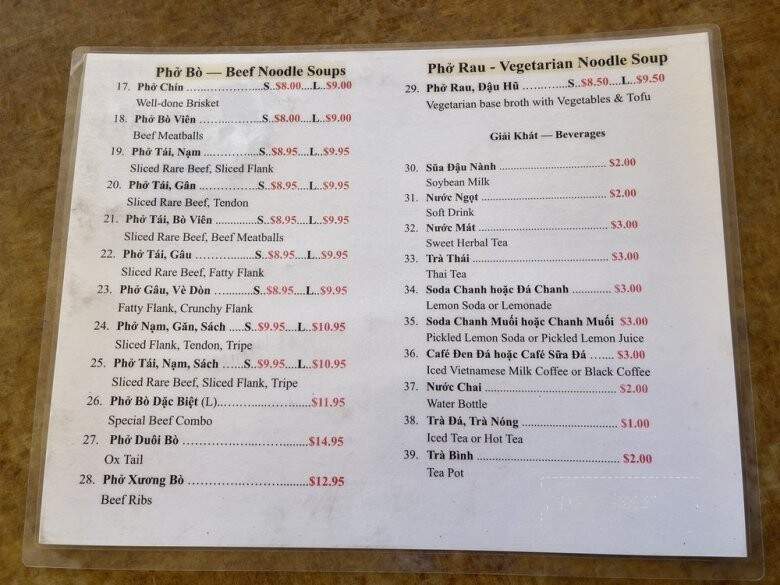 Phở Bò — Beef Noodle Soups
17. Phở Chín ........................S..$8.00....L..$9.00
Well-done Brisket
18. Phở Bò Viên ....................S..$8.00....L..$9.00
Beef Meatballs
19. Phở Tái, Nạm .................S..$8.95....L..$9.95
Sliced Rare Beef, Sliced Flank
20. Phở Tái, Gân ..................S..$8.95....L..$9.95
Sliced Rare Beef, Tendon
21. Phở Tái, Bò Viên .............S..$8.95....L..$9.95
Sliced Rare Beef, Beef Meatballs
22. Phở Tái, Gâu ..................S..$8.95....L..$9.95
Sliced Rare Beef, Fatty Flank
23. Phở Gâu, Vè Dòn ............S..$8.95....L..$9.95
Fatty Flank, Crunchy Flank
24. Phở Nạm, Găn, Sách .....S..$9.95....L..$10.95
Sliced Flank, Tendon, Tripe
25. Phở Tái, Nạm, Sách ......S..$9.95....L..$10.95
Sliced Rare Beef, Sliced Flank, Tripe
26. Phở Bò Dặc Biệt (L)..............................$11.95
Special Beef Combo
27. Phở Duôi Bò ........................................$14.95
Ox Tail
28. Phở Xương Bò .....................................$12.95
Beef Ribs
Phở Rau - Vegetarian Noodle Soup
29. Phở Rau, Đậu Hũ ..............S..$8.50....L..$9.50
Vegetarian base broth with Vegetables & Tofu
Giải Khát — Beverages
30. Sũa Đậu Nành ........................................$2.00
Soybean Milk
31. Nước Ngọt ..............................................$2.00
Soft Drink
32. Nước Mát ...............................................$3.00
Sweet Herbal Tea
33. Trà Thái ..................................................$3.00
Thai Tea
34. Soda Chanh hoặc Đá Chanh ..............$3.00
Lemon Soda or Lemonade
35. Soda Chanh Muối hoặc Chanh Muối $3.00
Pickled Lemon Soda or Pickled Lemon Juice
36. Café Đen Đá hoặc Café Sữa Đá .......$3.00
Iced Vietnamese Milk Coffee or Black Coffee
37. Nước Chai ..............................................$2.00
Water Bottle
38. Trà Đá, Trà Nóng ...................................$1.00
Iced Tea or Hot Tea
39. Trà Bình ..................................................$2.00
Tea Pot